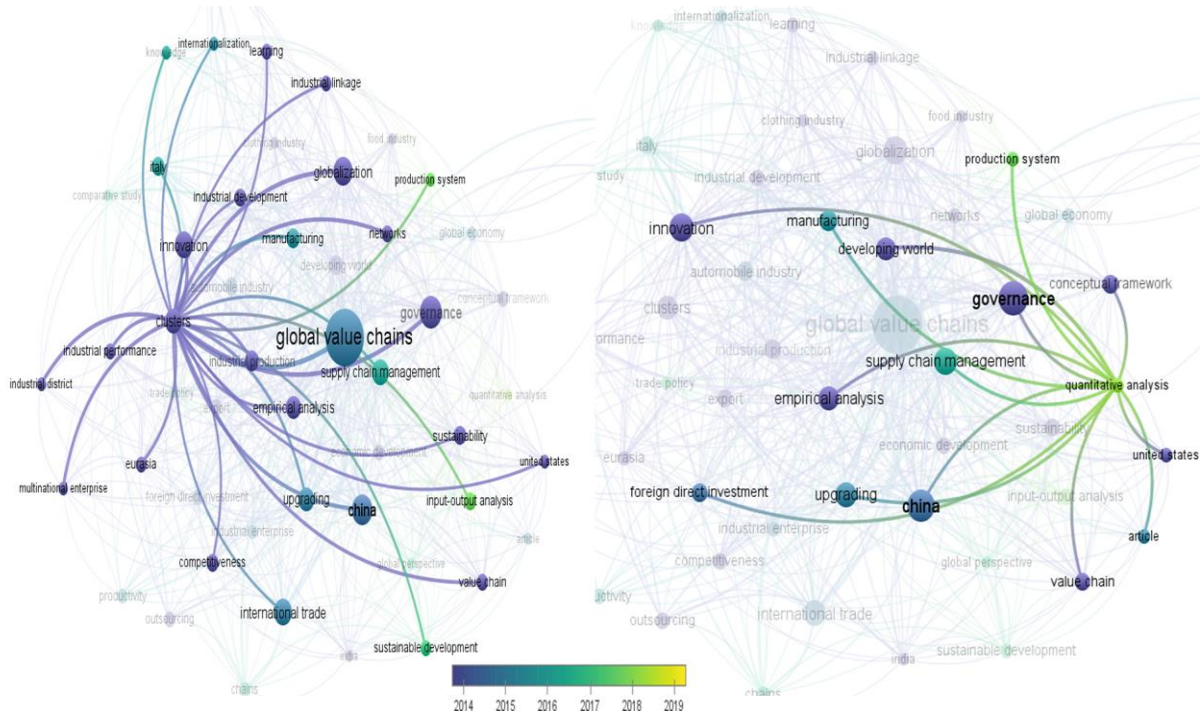 internationalization
knowledge
learning
industrial linkage
clothing industry
food industry
italy
globalization
production system
comparative study
industrial development
innovation
manufacturing
networks
global economy
developing world
automobile industry
conceptual framework
clusters
governance
global value chains
industrial performance
industrial production
supply chain management
industrial district
trade policy
quantitative analysis
export
empirical analysis
sustainability
economic development
eurasia
united states
multinational enterprise
foreign direct investment
upgrading
input-output analysis
china
industrial enterprise
article
competitiveness
global perspective
value chain
productivity
outsourcing
international trade
sustainable development
india
chains
internationalization
knowledge
learning
industrial linkage
clothing industry
food industry
italy
globalization
production system
study
industrial development
innovation
manufacturing
networks
global economy
developing world
automobile industry
conceptual framework
clusters
governance
global value chains
ormance
industrial production
supply chain management
trade policy
quantitative analysis
export
empirical analysis
sustainability
economic development
eurasia
united states
foreign direct investment
upgrading
input-output analysis
china
industrial enterprise
article
competitiveness
global perspective
value chain
ctivity
outsourcing
international trade
sustainable development
india
chains
2014 2015 2016 2017 2018 2019